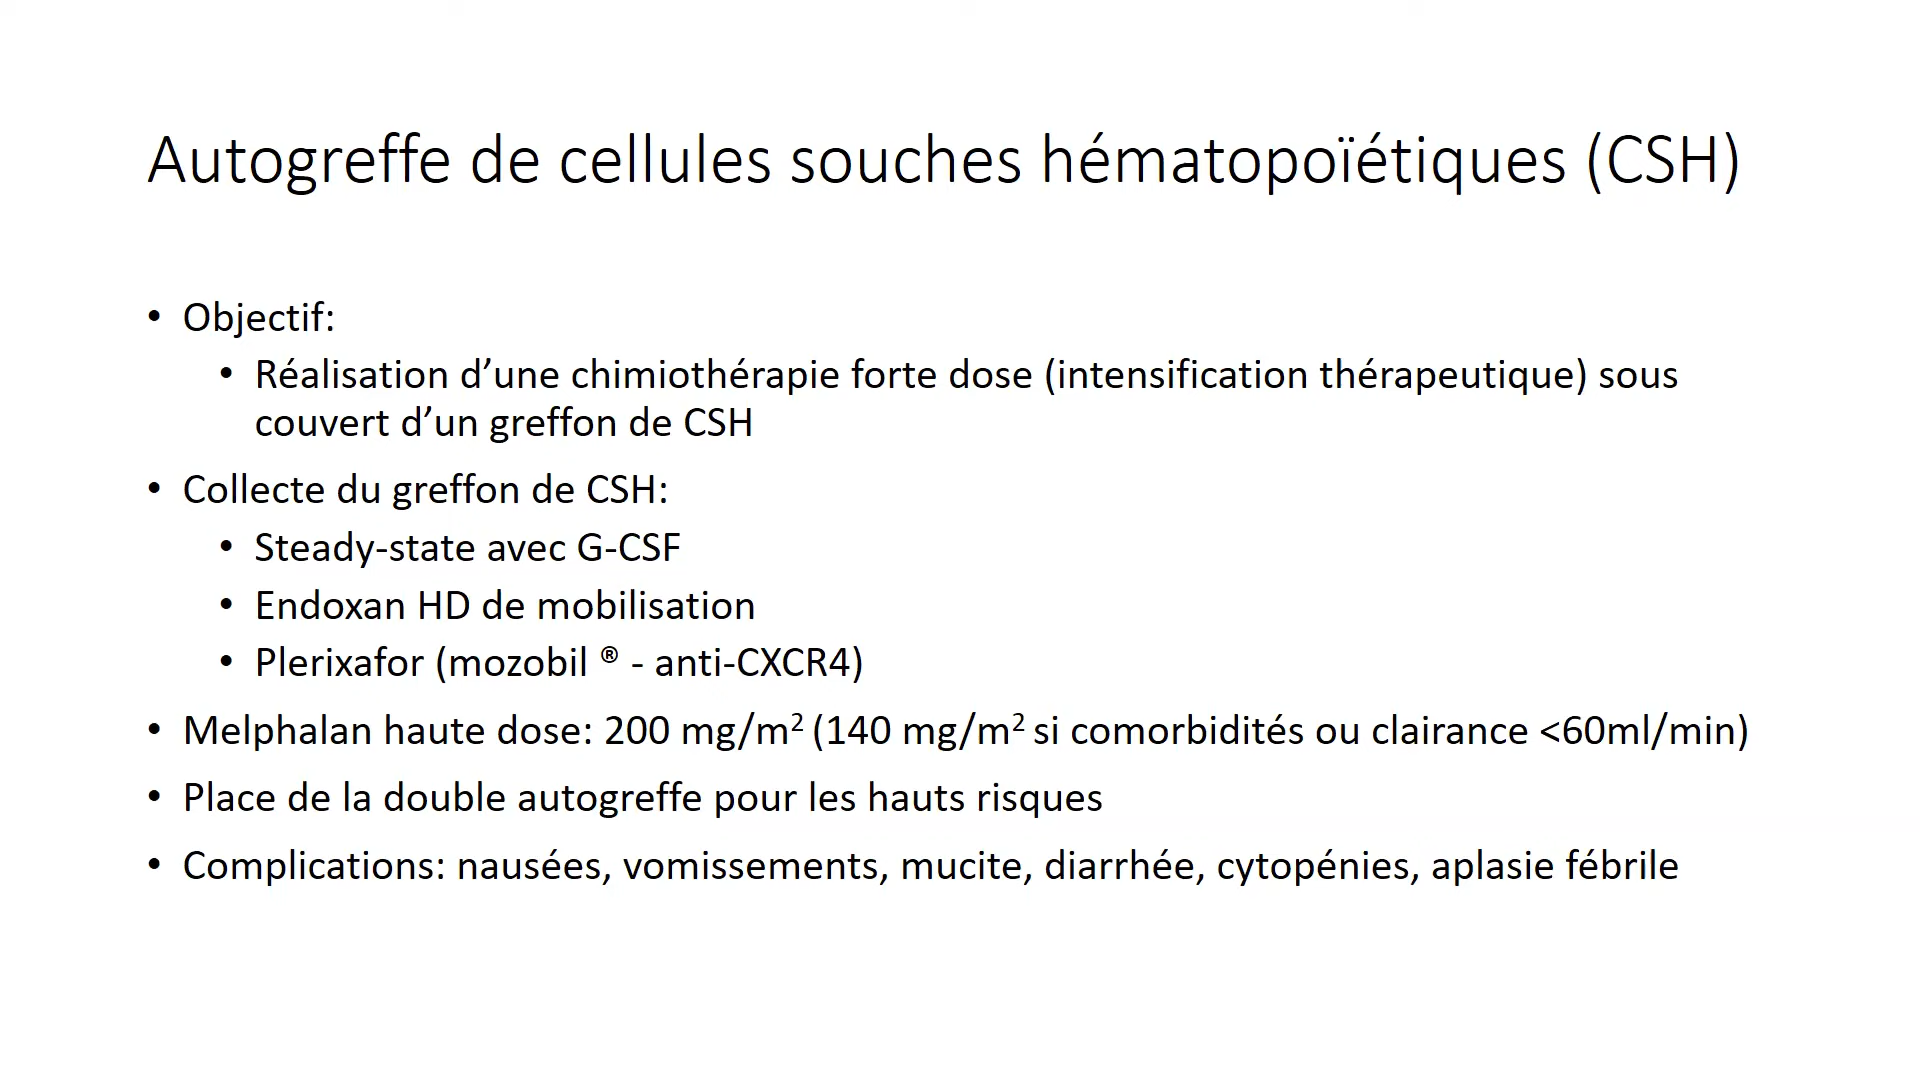 Autogreffe de cellules souches hématopoïétiques (CSH)
• Objectif:
• Réalisation d’une chimiothérapie forte dose (intensification thérapeutique) sous
couvert d’un greffon de CSH
• Collecte du greffon de CSH:
• Steady-state avec G-CSF
• Endoxan HD de mobilisation
• Plerixafor (mozobil ® - anti-CXCR4)
• Melphalan haute dose: 200 mg/m² (140 mg/m² si comorbidités ou clairance <60ml/min)
• Place de la double autogreffe pour les hauts risques
• Complications: nausées, vomissements, mucite, diarrhée, cytopénies, aplasie fébrile